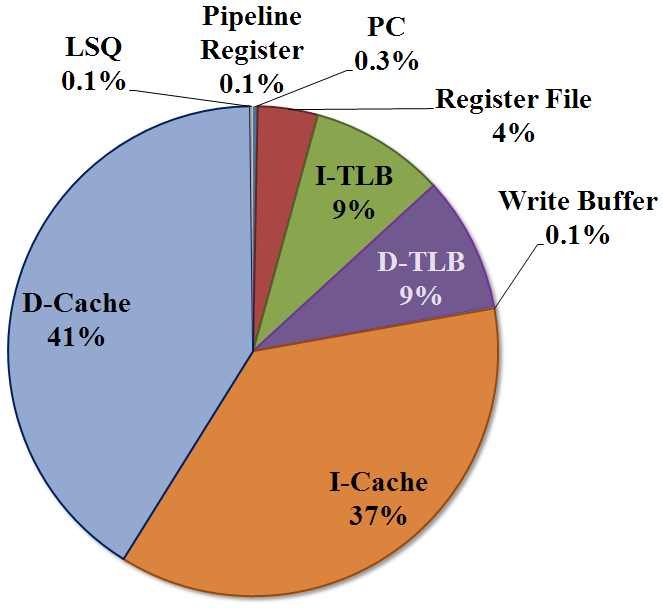 Pipeline
Register
0.1%
PC
0.3%
LSQ
0.1%
Register File
4%
I-TLB
9%
Write Buffer
0.1%
D-TLB
9%
D-Cache
41%
I-Cache
37%